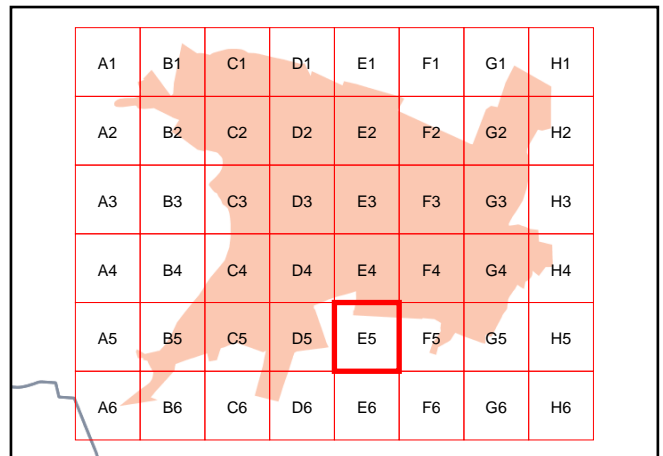 A1 B1 C1 D1 E1 F1 G1 H1
A2 B2 C2 D2 E2 F2 G2 H2
A3 B3 C3 D3 E3 F3 G3 H3
A4 B4 C4 D4 E4 F4 G4 H4
A5 B5 C5 D5 E5 F5 G5 H5
A6 B6 C6 D6 E6 F6 G6 H6